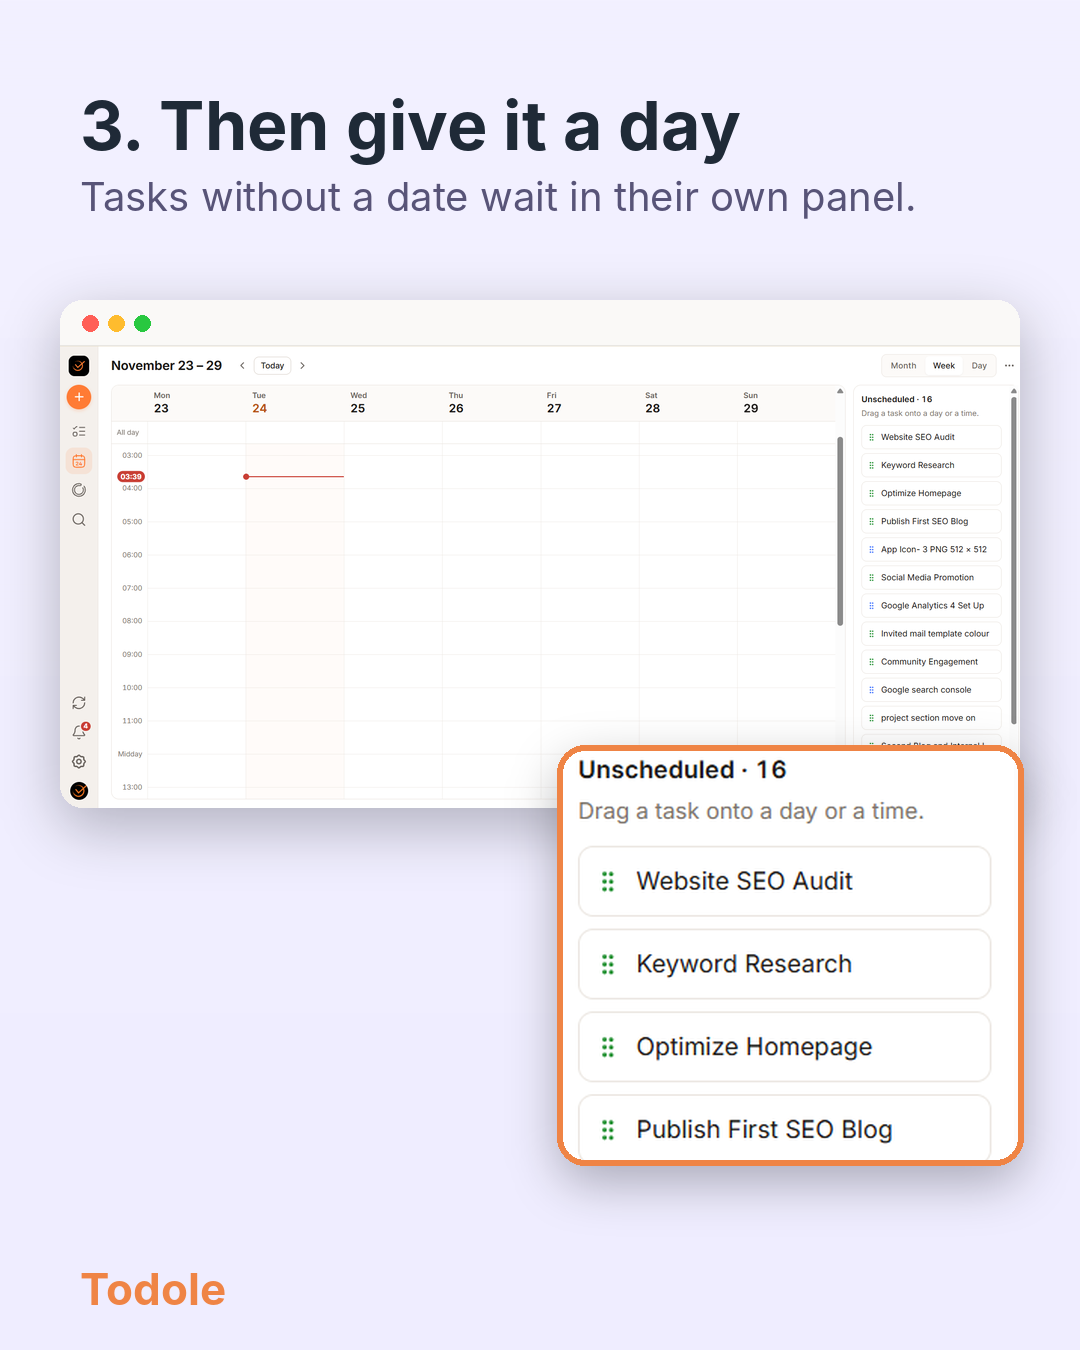 3. Then give it a day
Tasks without a date wait in their own panel.
November 23 – 29
Today
Month
Week
Day
Mon
23
Tue
24
Wed
25
Thu
26
Fri
27
Sat
28
Sun
29
All day
03:00
03:39
04:00
05:00
06:00
07:00
08:00
09:00
10:00
11:00
Midday
13:00
24
4
Unscheduled · 16
Drag a task onto a day or a time.
Website SEO Audit
Keyword Research
Optimize Homepage
Publish First SEO Blog
App Icon- 3 PNG 512 × 512
Social Media Promotion
Google Analytics 4 Set Up
Invited mail template colour
Community Engagement
Google search console
project section move on
Unscheduled · 16
Drag a task onto a day or a time.
Website SEO Audit
Keyword Research
Optimize Homepage
Publish First SEO Blog
Todole